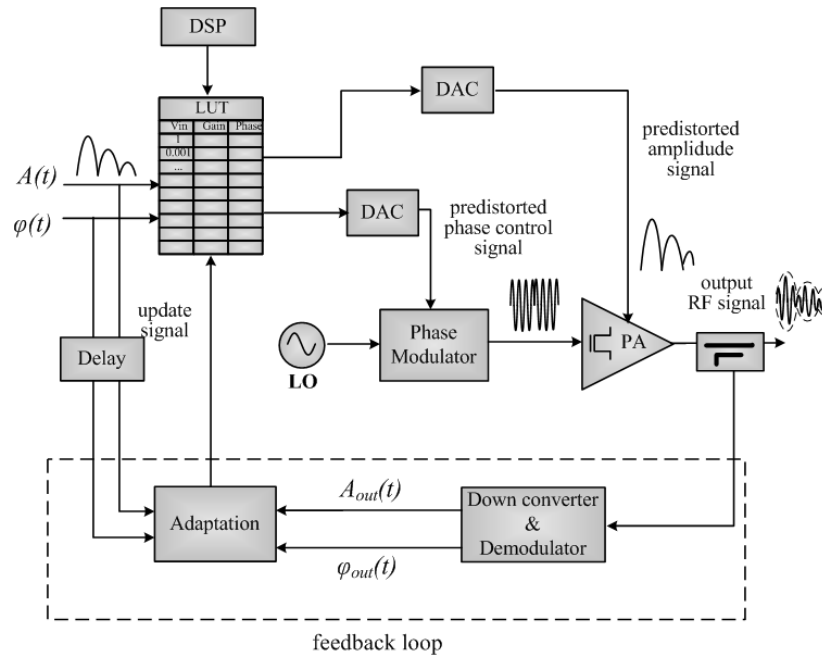 DSP
LUT
Vin Gain Phase
1
0.001
...
DAC
predistorted
amplidude
signal
A(t)
φ(t)
DAC
predistorted
phase control
signal
output
RF signal
update
signal
Delay
Phase
Modulator
PA
LO
Adaptation
Aout(t)
φout(t)
Down converter
&
Demodulator
feedback loop